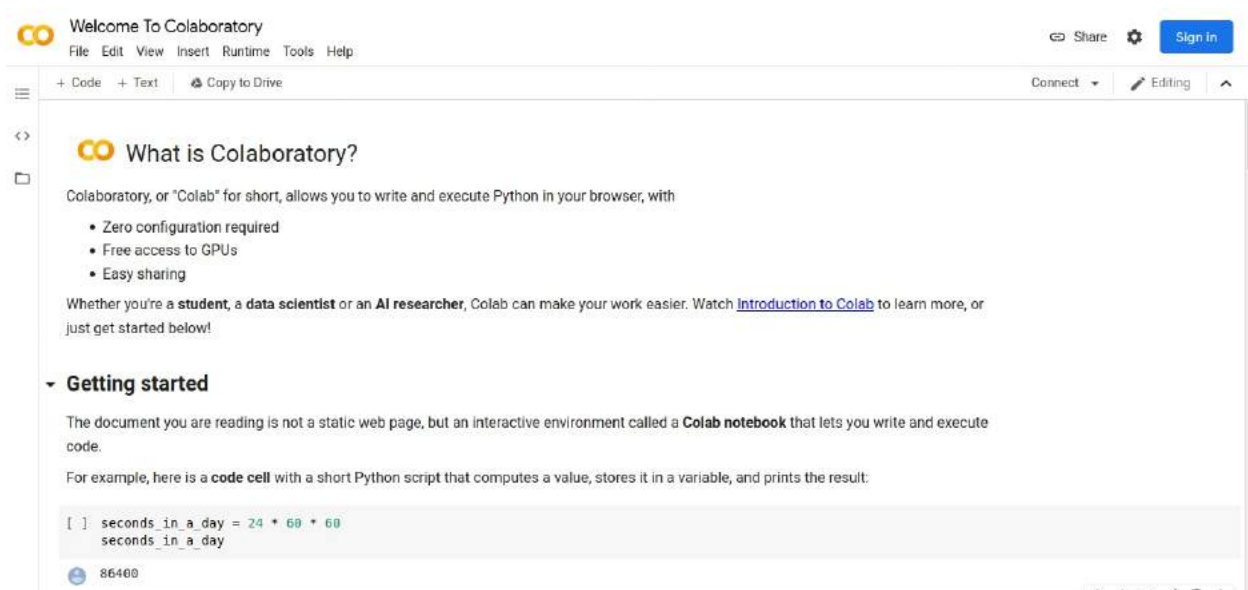 CO Welcome To Colaboratory
File Edit View Insert Runtime Tools Help
Share Sign in
+ Code + Text Copy to Drive Connect Editing
CO What is Colaboratory?
Colaboratory, or "Colab" for short, allows you to write and execute Python in your browser, with
• Zero configuration required
• Free access to GPUs
• Easy sharing
Whether you're a student, a data scientist or an AI researcher, Colab can make your work easier. Watch Introduction to Colab to learn more, or
just get started below!
Getting started
The document you are reading is not a static web page, but an interactive environment called a Colab notebook that lets you write and execute
code.
For example, here is a code cell with a short Python script that computes a value, stores it in a variable, and prints the result:
[ ] seconds_in_a_day = 24 * 60 * 60
seconds_in_a_day
86400